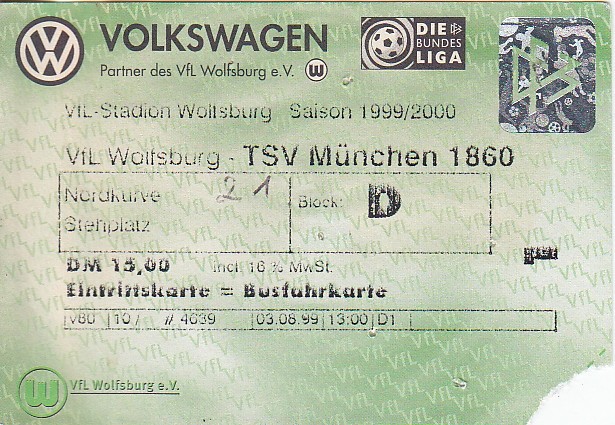 VOLKSWAGEN
Partner des VfL Wolfsburg e.V.
DIE
BUNDES
LIGA
VfL-Stadion Wolfsburg Saison 1999/2000
VfL Wolfsburg - TSV München 1860
Nordkurve 21 Block: D
Stehplatz
DM 15,00 incl. 16 % MwSt.
Eintrittskarte = Busfahrkarte
V80 10/ # 4639 03.08.99 13:00 D1
VfL Wolfsburg e.V.